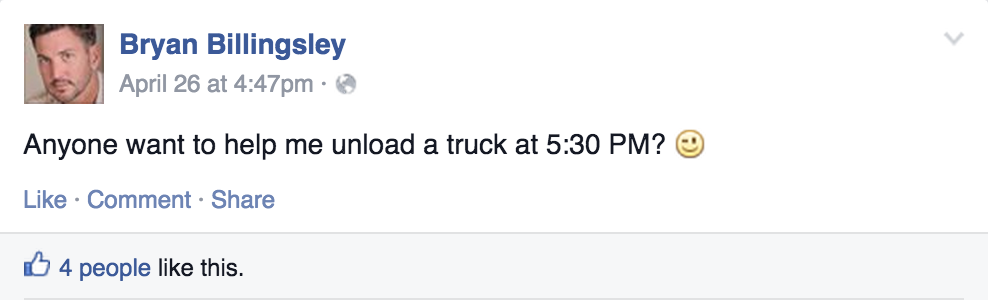 Bryan Billingsley
April 26 at 4:47pm ·
Anyone want to help me unload a truck at 5:30 PM? 😉
Like · Comment · Share
4 people like this.